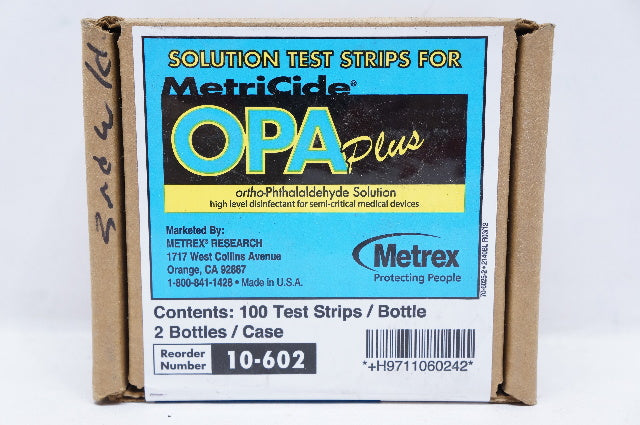 SOLUTION TEST STRIPS FOR
MetriCide®
OPA Plus
ortho-Phthalaldehyde Solution
high level disinfectant for semi-critical medical devices
Marketed By:
METREX® RESEARCH
1717 West Collins Avenue
Orange, CA 92867
1-800-841-1428 • Made in U.S.A.
Metrex®
Protecting People
Contents: 100 Test Strips / Bottle
2 Bottles / Case
Reorder
Number
10-602
*+H9711060242*